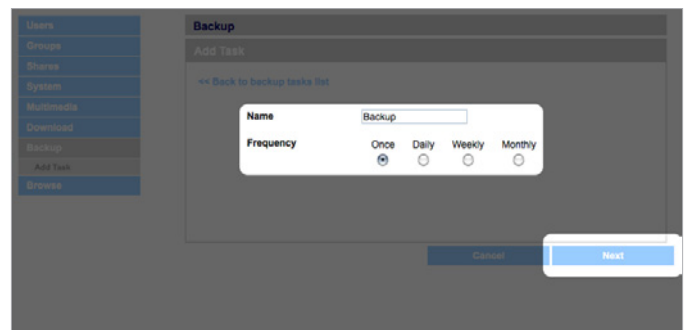 Users
Groups
Shares
System
Multimedia
Download
Backup
Add Task
Browse
Backup
Add Task
<< Back to backup tasks list
Name Backup
Frequency Once Daily Weekly Monthly
Cancel Next